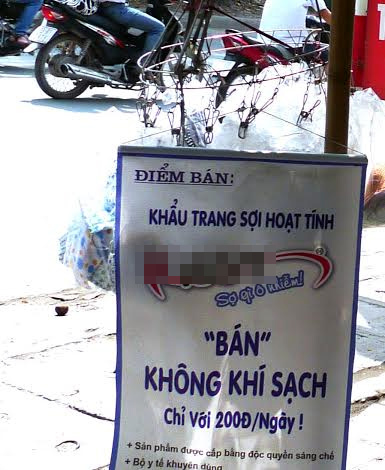 ĐIỂM BÁN:
KHẨU TRANG SỢI HOẠT TÍNH
Sợ gì ô nhiễm!
"BÁN"
KHÔNG KHÍ SẠCH
Chỉ Với 200Đ/Ngày !
+ Sản phẩm được cấp bằng độc quyền sáng chế
+ Bộ y tế khuyên dùng